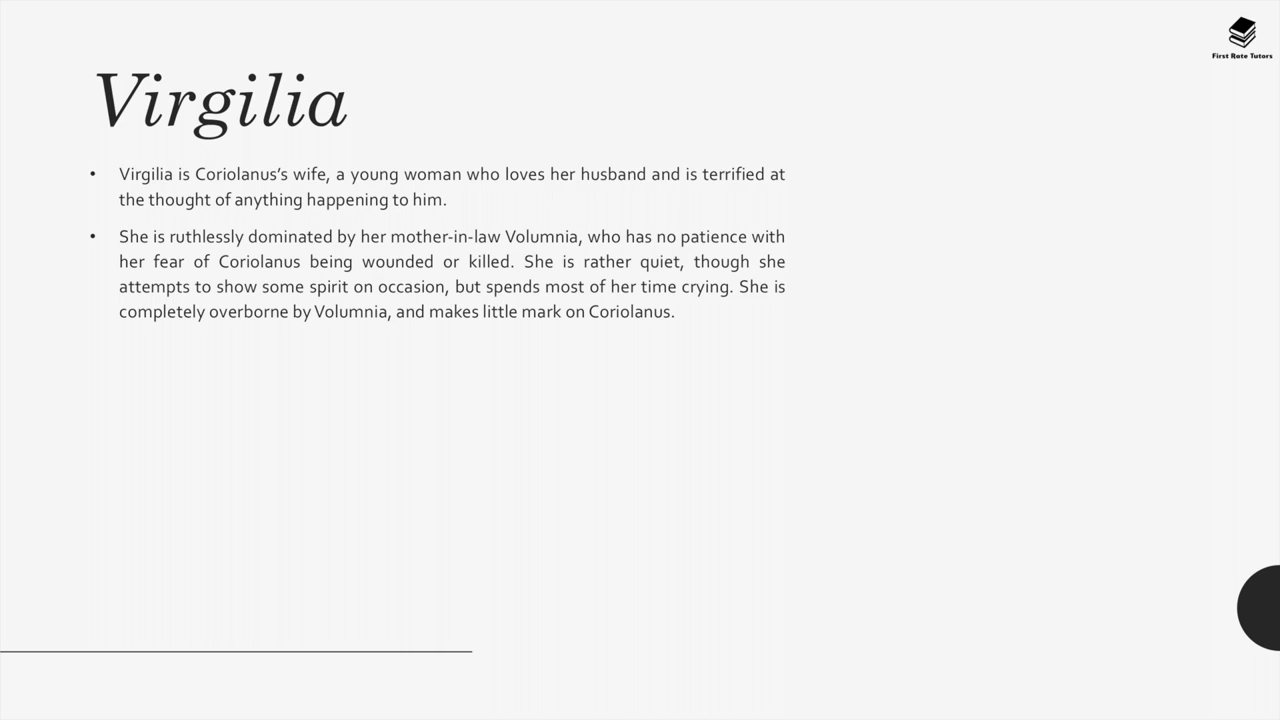 First Rate Tutors
Virgilia
• Virgilia is Coriolanus’s wife, a young woman who loves her husband and is terrified at
the thought of anything happening to him.
• She is ruthlessly dominated by her mother-in-law Volumnia, who has no patience with
her fear of Coriolanus being wounded or killed. She is rather quiet, though she
attempts to show some spirit on occasion, but spends most of her time crying. She is
completely overborne by Volumnia, and makes little mark on Coriolanus.